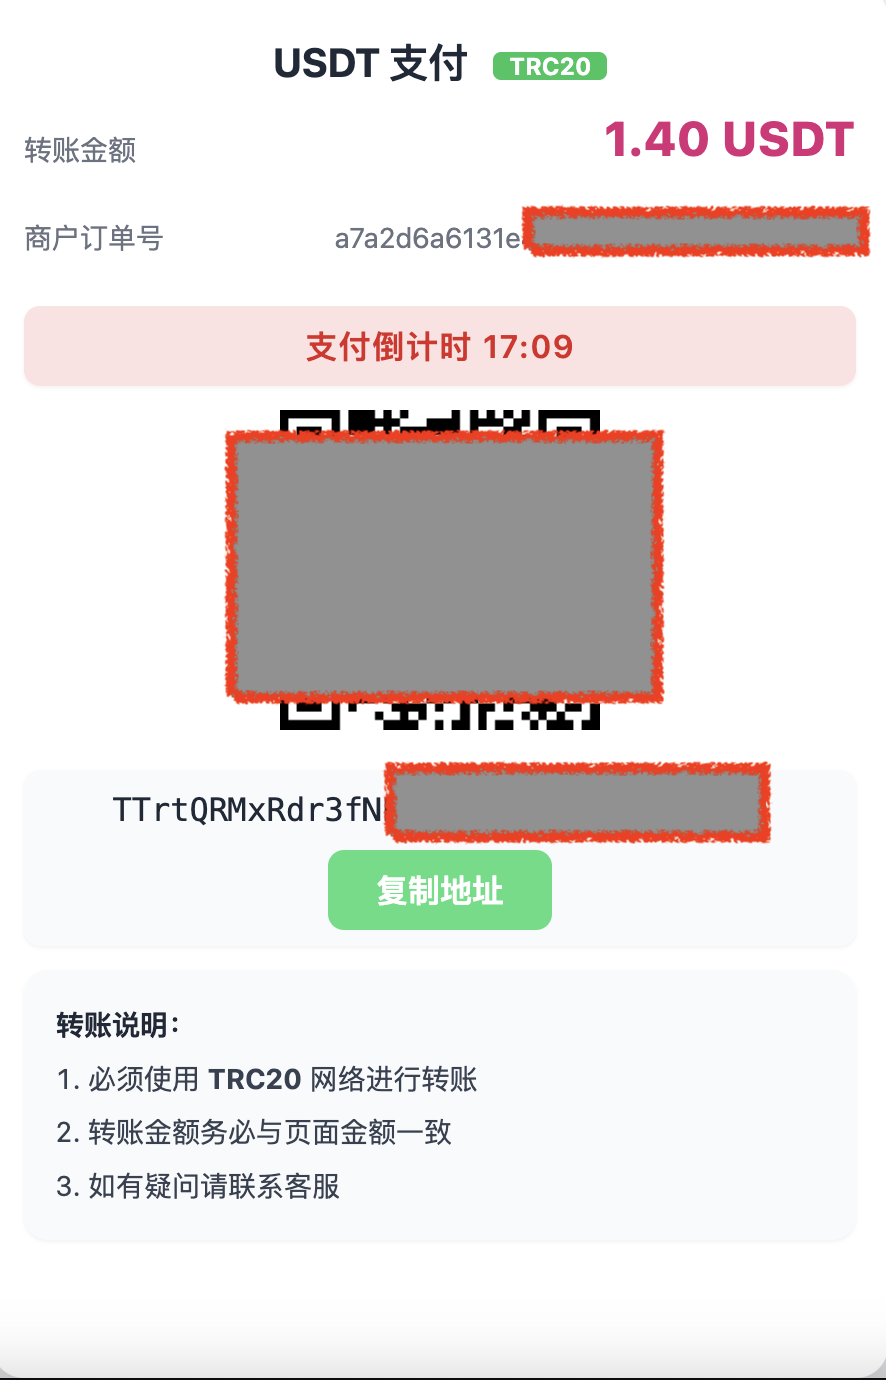 USDT 支付 TRC20
转账金额 1.40 USDT
商户订单号 a7a2d6a6131e
支付倒计时 17:09
TTrtQRMxRdr3fN
复制地址
转账说明：
1. 必须使用 TRC20 网络进行转账
2. 转账金额务必与页面金额一致
3. 如有疑问请联系客服